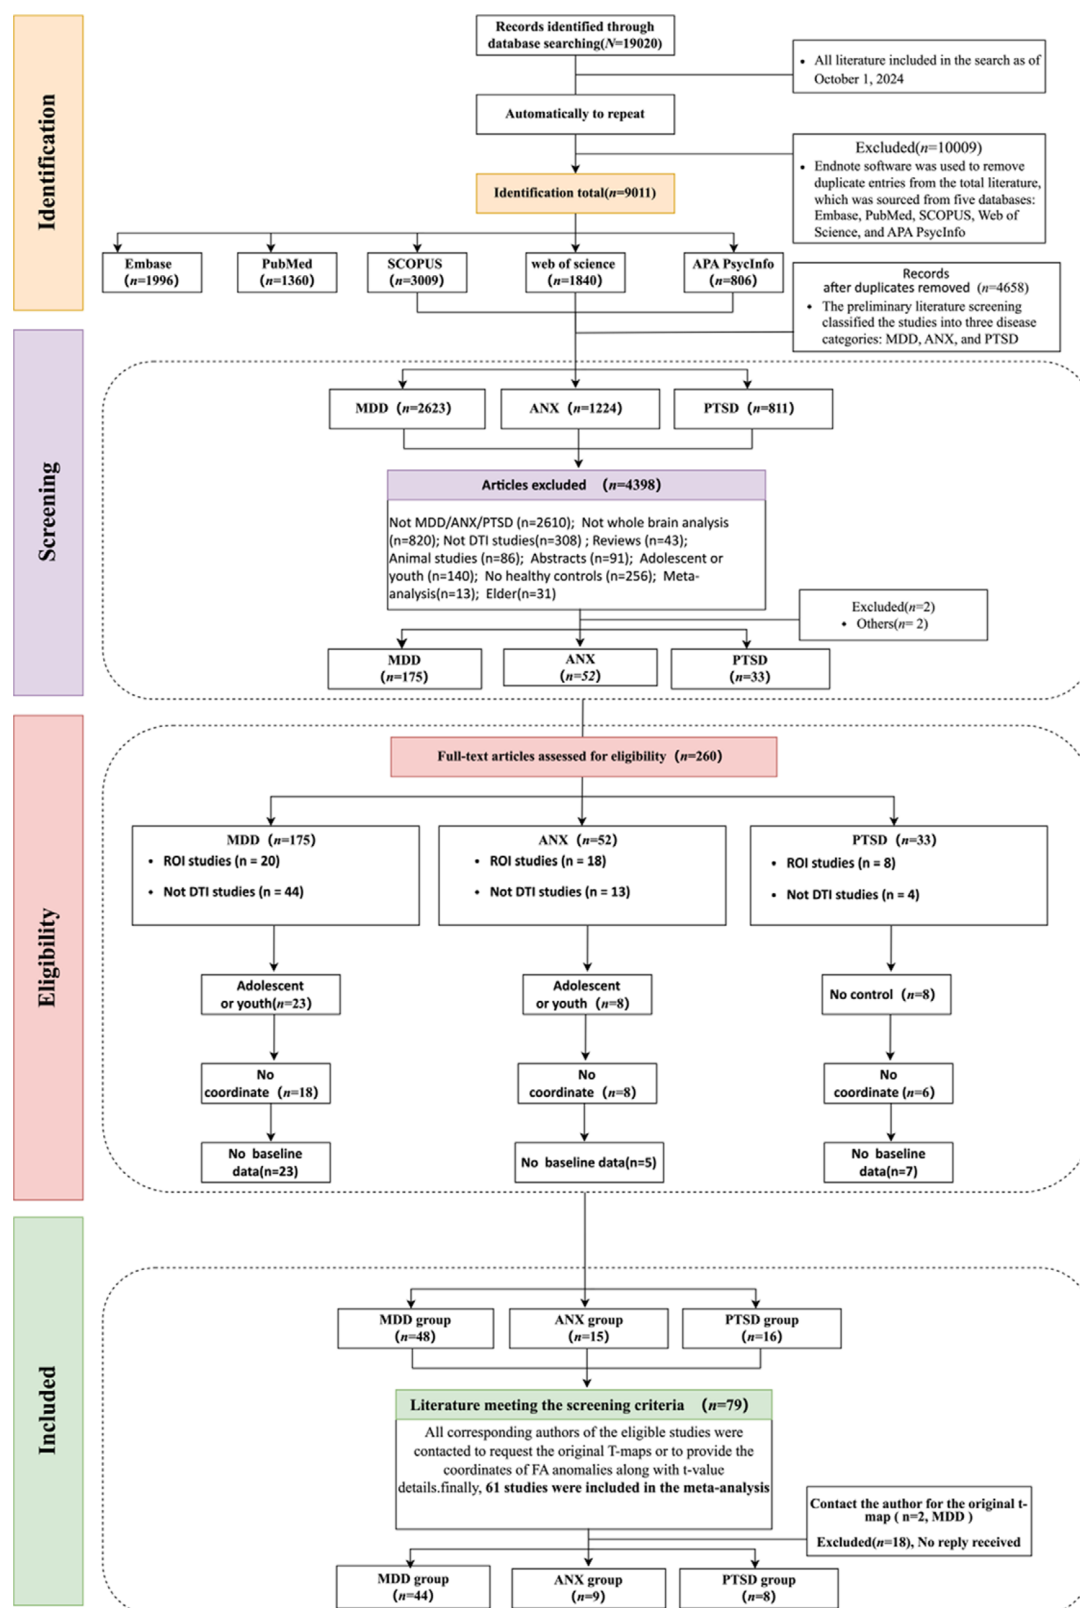 Identification
Records identified through
database searching(N=19020)
• All literature included in the search as of
October 1, 2024
Automatically to repeat
Excluded(n=10009)
• Endnote software was used to remove
duplicate entries from the total literature,
which was sourced from five databases:
Embase, PubMed, SCOPUS, Web of
Science, and APA PsycInfo
Identification total(n=9011)
Embase
(n=1996)
PubMed
(n=1360)
SCOPUS
(n=3009)
web of science
(n=1840)
APA PsycInfo
(n=806)
Records
after duplicates removed (n=4658)
• The preliminary literature screening
classified the studies into three disease
categories: MDD, ANX, and PTSD
Screening
MDD (n=2623)
ANX (n=1224)
PTSD (n=811)
Articles excluded (n=4398)
Not MDD/ANX/PTSD (n=2610); Not whole brain analysis
(n=820); Not DTI studies(n=308) ; Reviews (n=43);
Animal studies (n=86); Abstracts (n=91); Adolescent or
youth (n=140); No healthy controls (n=256); Meta-
analysis(n=13); Elder(n=31)
Excluded(n=2)
• Others(n= 2)
MDD
(n=175)
ANX
(n=52)
PTSD
(n=33)
Eligibility
Full-text articles assessed for eligibility (n=260)
MDD (n=175)
• ROI studies (n = 20)
• Not DTI studies (n = 44)
ANX (n=52)
• ROI studies (n = 18)
• Not DTI studies (n = 13)
PTSD (n=33)
• ROI studies (n = 8)
• Not DTI studies (n = 4)
Adolescent
or youth(n=23)
Adolescent
or youth (n=8)
No control (n=8)
No
coordinate (n=18)
No
coordinate (n=8)
No
coordinate (n=6)
No baseline
data(n=23)
No baseline data(n=5)
No baseline
data(n=7)
Included
MDD group
(n=48)
ANX group
(n=15)
PTSD group
(n=16)
Literature meeting the screening criteria (n=79)
All corresponding authors of the eligible studies were
contacted to request the original T-maps or to provide the
coordinates of FA anomalies along with t-value
details.finally, 61 studies were included in the meta-analysis
Contact the author for the original t-
map ( n=2, MDD )
Excluded(n=18), No reply received
MDD group
(n=44)
ANX group
(n=9)
PTSD group
(n=8)